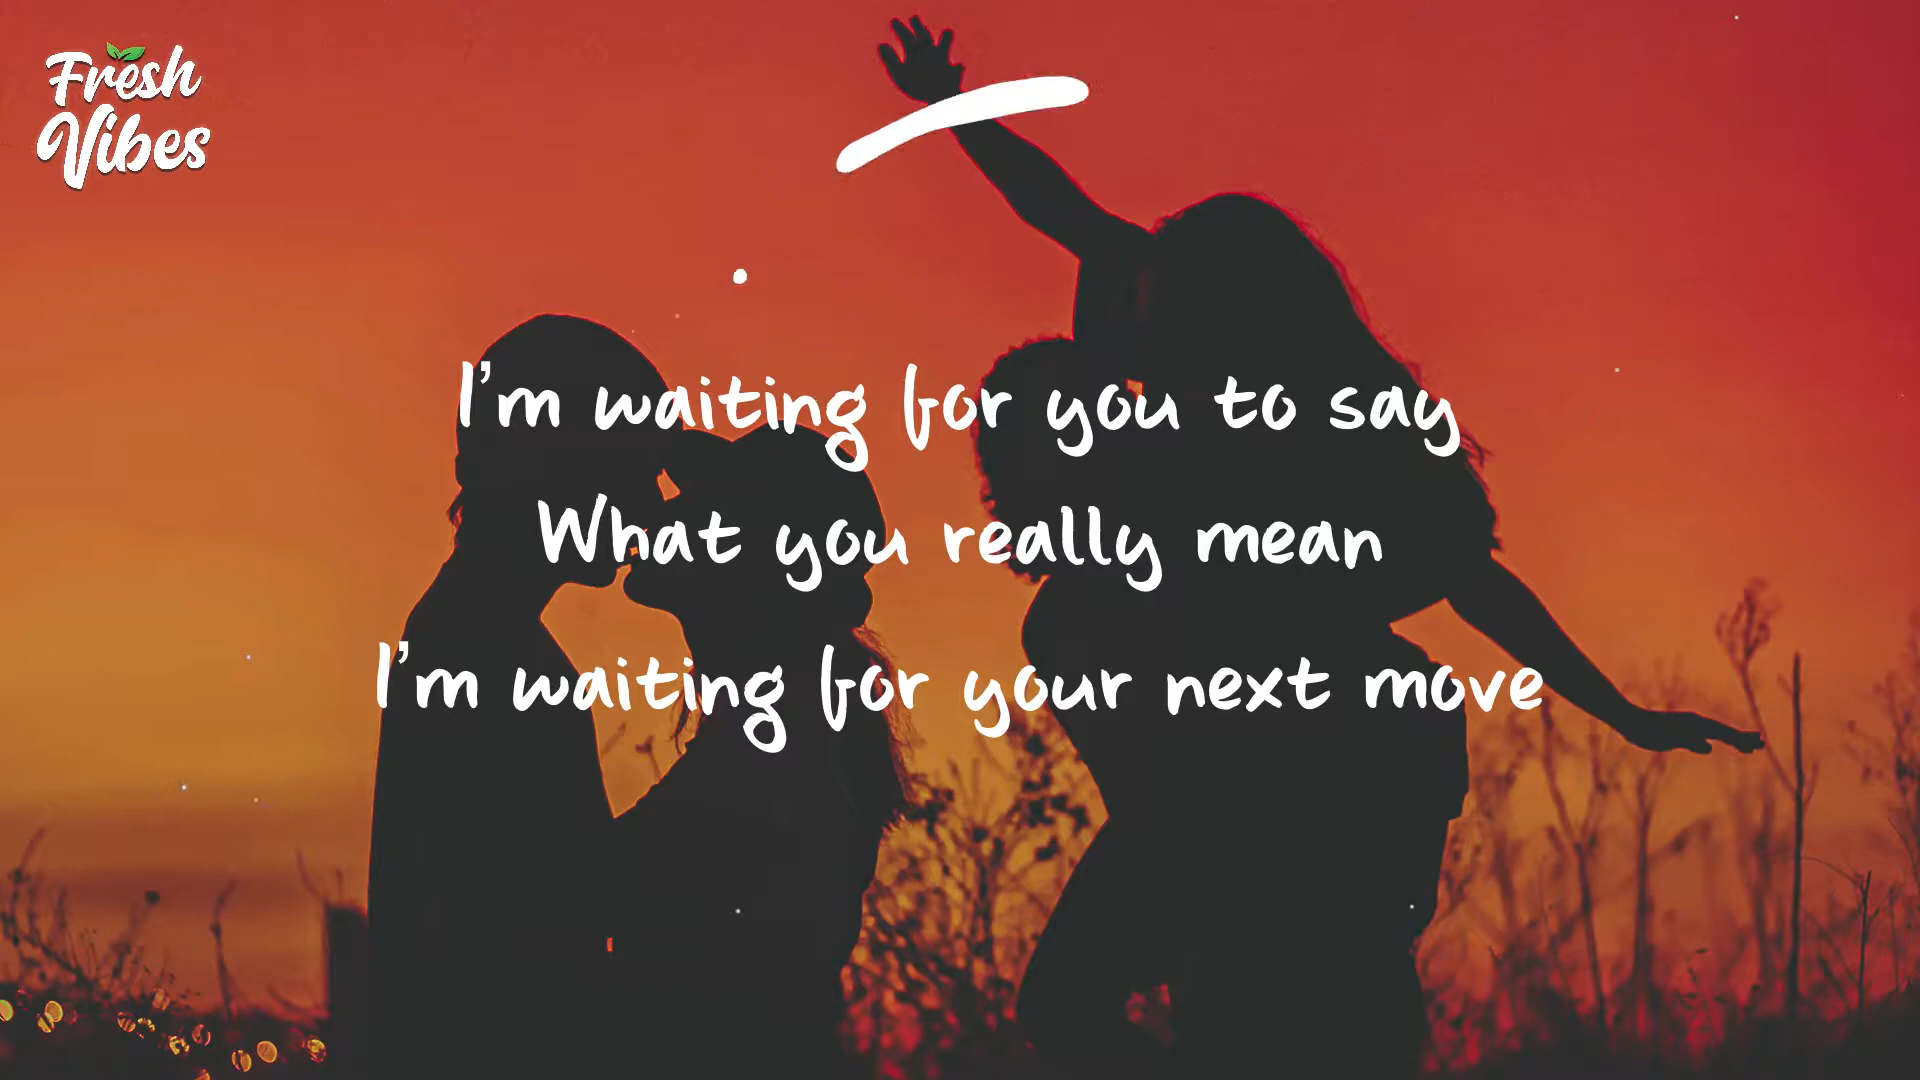 Fresh
Vibes
I'm waiting for you to say
What you really mean
I'm waiting for your next move